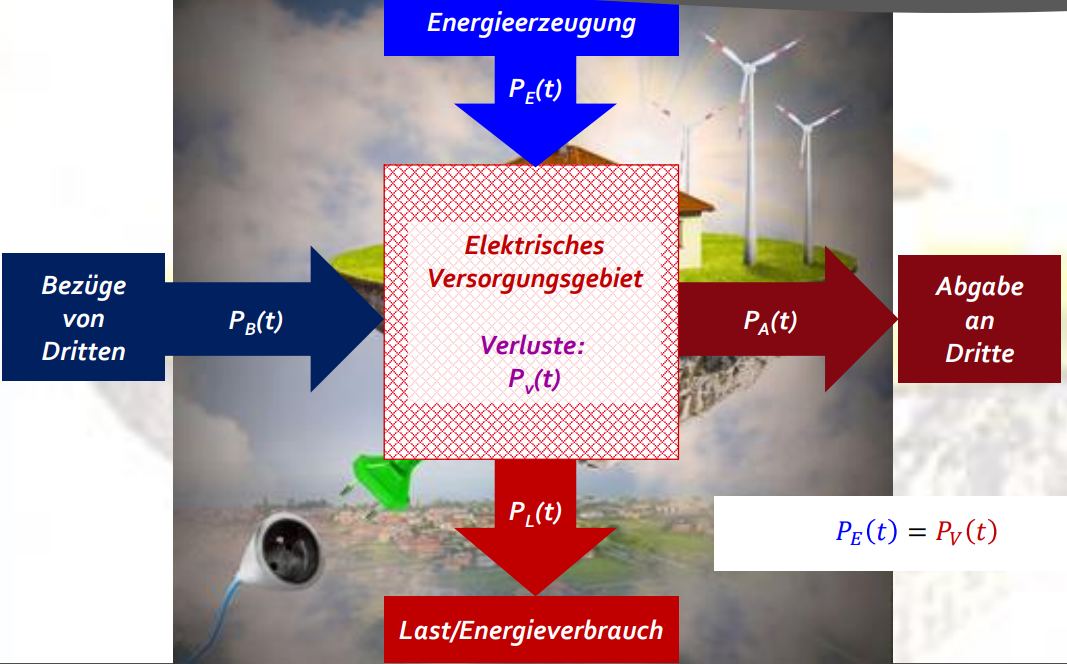 Energieerzeugung
P_E(t)
Elektrisches
Versorgungsgebiet
Verluste:
P_v(t)
Bezüge
von
Dritten
P_B(t)
P_A(t)
Abgabe
an
Dritte
P_L(t)
P_E(t) = P_V(t)
Last/Energieverbrauch